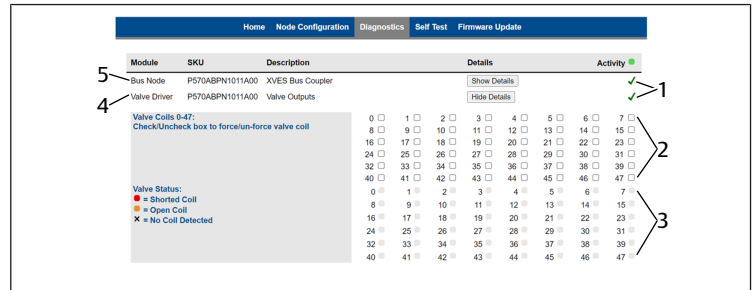 Home Node Configuration Diagnostics Self Test Firmware Update
Module SKU Description Details Activity
5 Bus Node P570ABPN1011A00 XVES Bus Coupler Show Details 1
4 Valve Driver P570ABPN1011A00 Valve Outputs Hide Details
Valve Coils 0-47: 0 1 2 3 4 5 6 7
Check/Uncheck box to force/un-force valve coil
8 9 10 11 12 13 14 15
16 17 18 19 20 21 22 23
2
24 25 26 27 28 29 30 31
32 33 34 35 36 37 38 39
40 41 42 43 44 45 46 47
Valve Status: 0 1 2 3 4 5 6 7
= Shorted Coil
= Open Coil 8 9 10 11 12 13 14 15
X = No Coil Detected 16 17 18 19 20 21 22 23
3
24 25 26 27 28 29 30 31
32 33 34 35 36 37 38 39
40 41 42 43 44 45 46 47